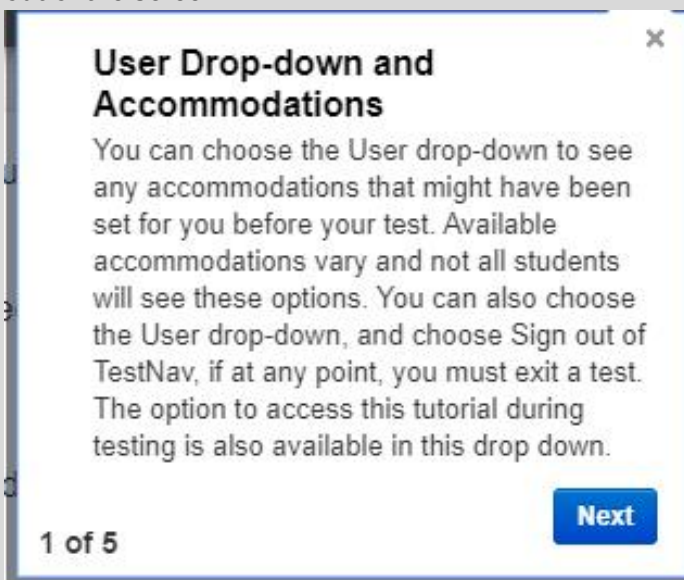 ×
User Drop-down and
Accommodations
You can choose the User drop-down to see
any accommodations that might have been
set for you before your test. Available
accommodations vary and not all students
will see these options. You can also choose
the User drop-down, and choose Sign out of
TestNav, if at any point, you must exit a test.
The option to access this tutorial during
testing is also available in this drop down.
Next
1 of 5